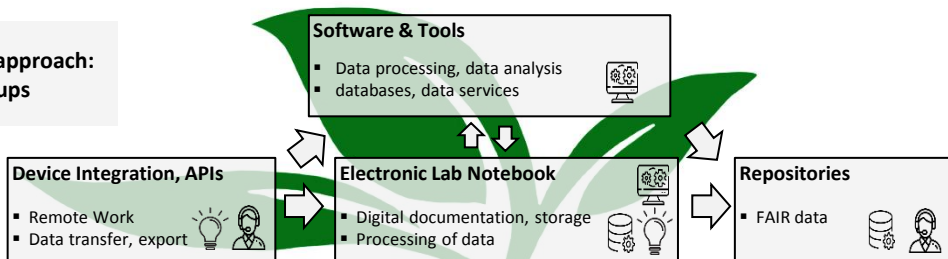 approach:
ups
Software & Tools
▪ Data processing, data analysis
▪ databases, data services
Device Integration, APIs
▪ Remote Work
▪ Data transfer, export
Electronic Lab Notebook
▪ Digital documentation, storage
▪ Processing of data
Repositories
▪ FAIR data